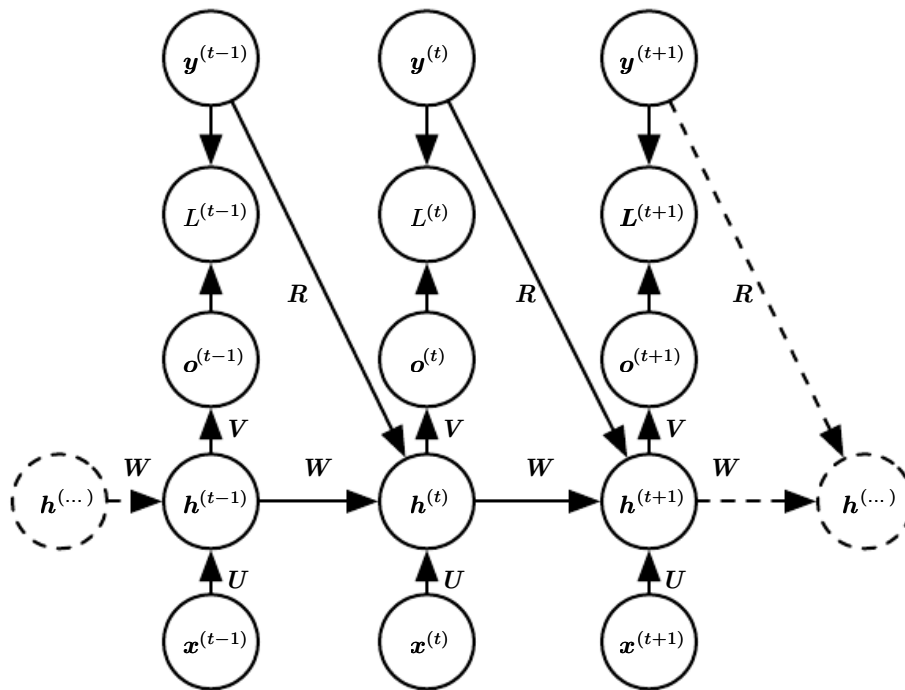 y^(t−1) y^(t) y^(t+1)
L^(t−1) L^(t) L^(t+1)
R R R
o^(t−1) o^(t) o^(t+1)
V V V
W W W W
h^(...) h^(t−1) h^(t) h^(t+1) h^(...)
U U U
x^(t−1) x^(t) x^(t+1)